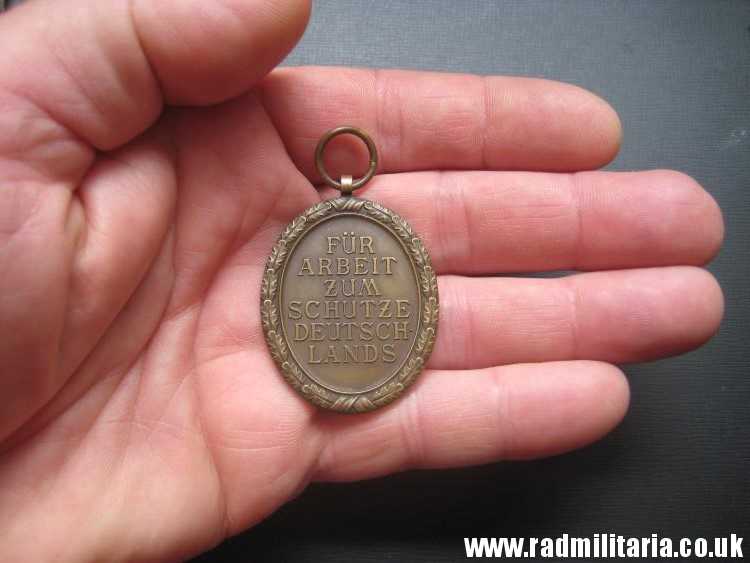 FÜR
ARBEIT
ZUM
SCHUTZE
DEUTSCH-
LANDS
www.radmilitaria.co.uk